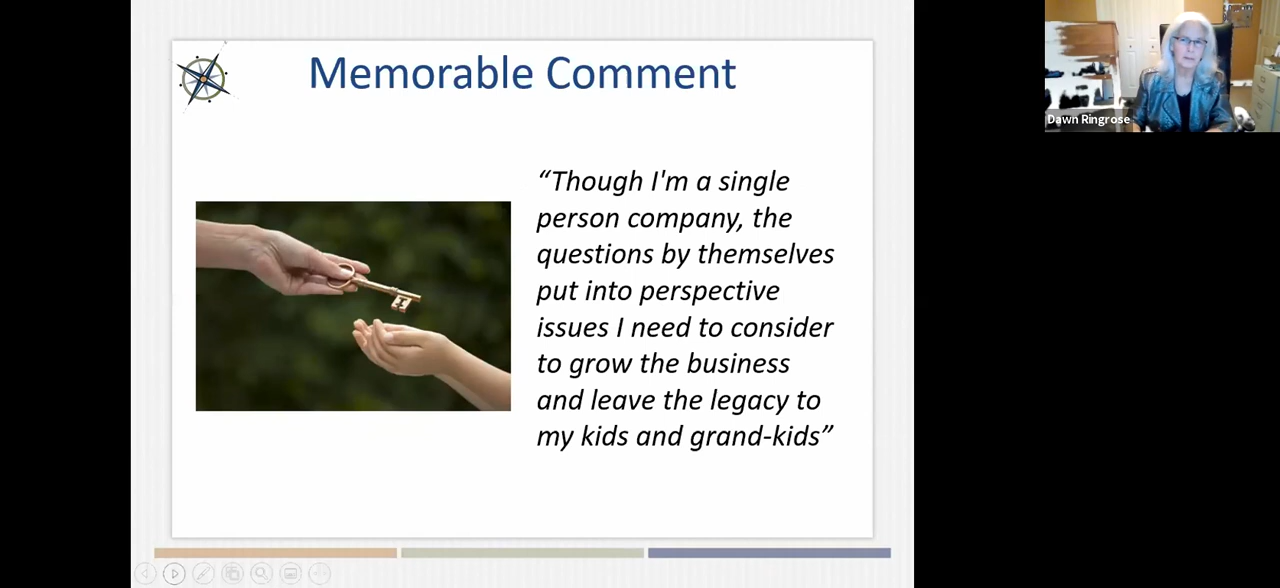 Memorable Comment
Dawn Ringrose
“Though I'm a single
person company, the
questions by themselves
put into perspective
issues I need to consider
to grow the business
and leave the legacy to
my kids and grand-kids”